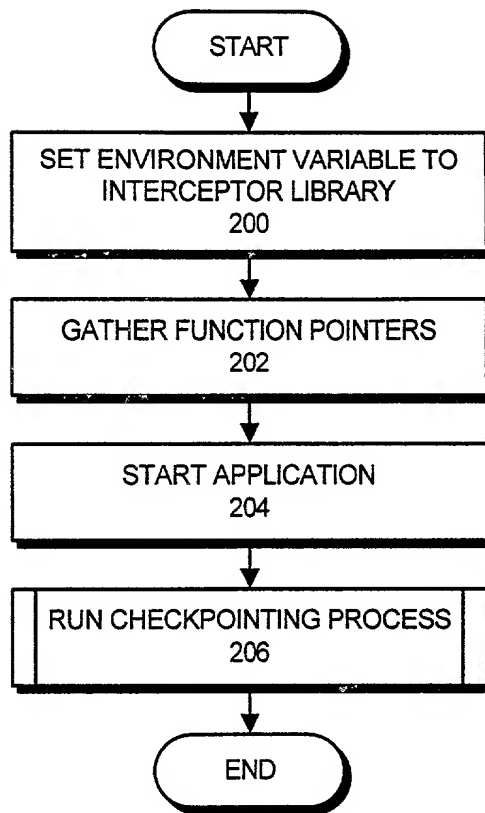 START
SET ENVIRONMENT VARIABLE TO
INTERCEPTOR LIBRARY
200
GATHER FUNCTION POINTERS
202
START APPLICATION
204
RUN CHECKPOINTING PROCESS
206
END